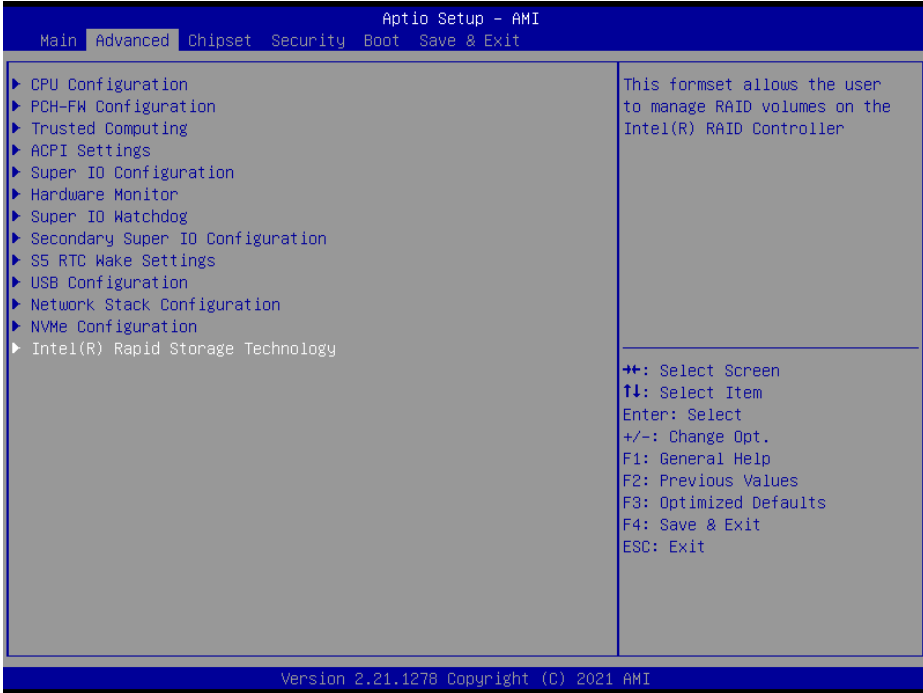 Aptio Setup – AMI
Main Advanced Chipset Security Boot Save & Exit
▶ CPU Configuration
▶ PCH-FW Configuration
▶ Trusted Computing
▶ ACPI Settings
▶ Super IO Configuration
▶ Hardware Monitor
▶ Super IO Watchdog
▶ Secondary Super IO Configuration
▶ S5 RTC Wake Settings
▶ USB Configuration
▶ Network Stack Configuration
▶ NVMe Configuration
▶ Intel(R) Rapid Storage Technology
This formset allows the user
to manage RAID volumes on the
Intel(R) RAID Controller
→←: Select Screen
↑↓: Select Item
Enter: Select
+/-: Change Opt.
F1: General Help
F2: Previous Values
F3: Optimized Defaults
F4: Save & Exit
ESC: Exit
Version 2.21.1278 Copyright (C) 2021 AMI